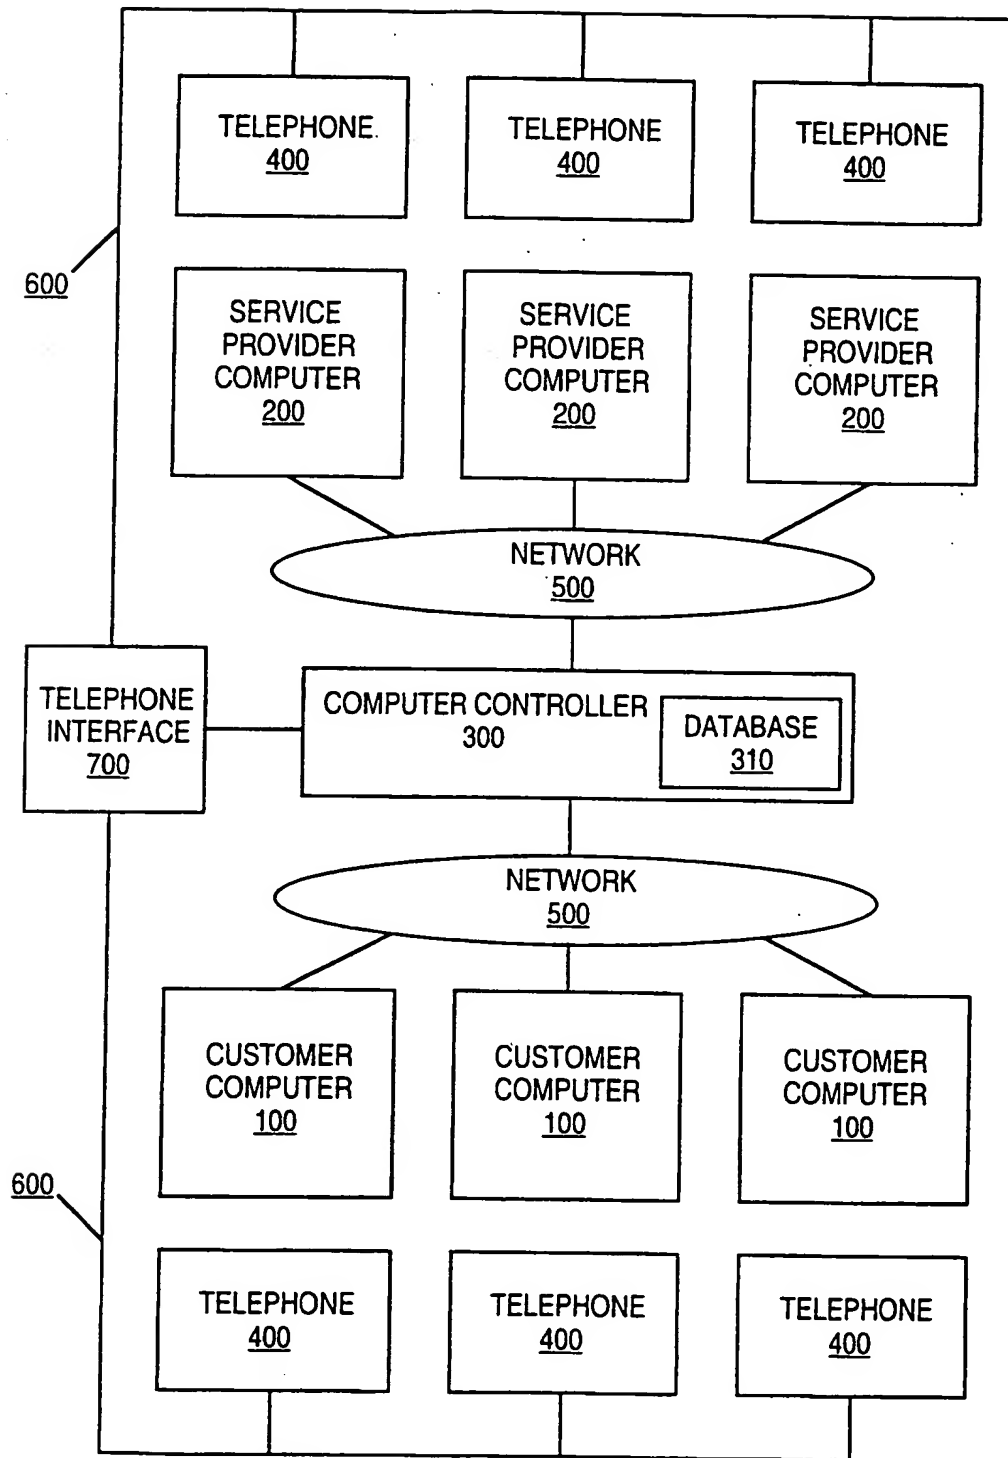 TELEPHONE
400
TELEPHONE
400
TELEPHONE
400
600
SERVICE
PROVIDER
COMPUTER
200
SERVICE
PROVIDER
COMPUTER
200
SERVICE
PROVIDER
COMPUTER
200
NETWORK
500
TELEPHONE
INTERFACE
700
COMPUTER CONTROLLER
300
DATABASE
310
NETWORK
500
CUSTOMER
COMPUTER
100
CUSTOMER
COMPUTER
100
CUSTOMER
COMPUTER
100
600
TELEPHONE
400
TELEPHONE
400
TELEPHONE
400